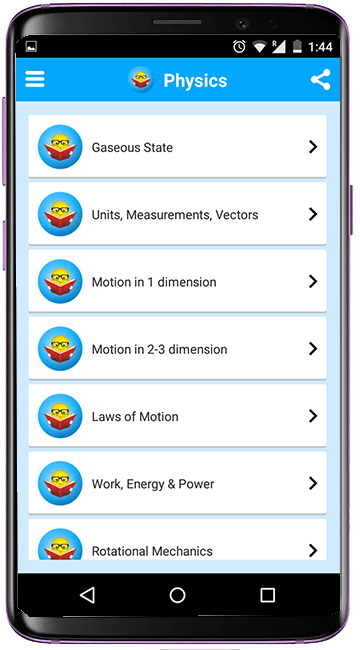 1:44
Physics
Gaseous State
Units, Measurements, Vectors
Motion in 1 dimension
Motion in 2-3 dimension
Laws of Motion
Work, Energy & Power
Rotational Mechanics